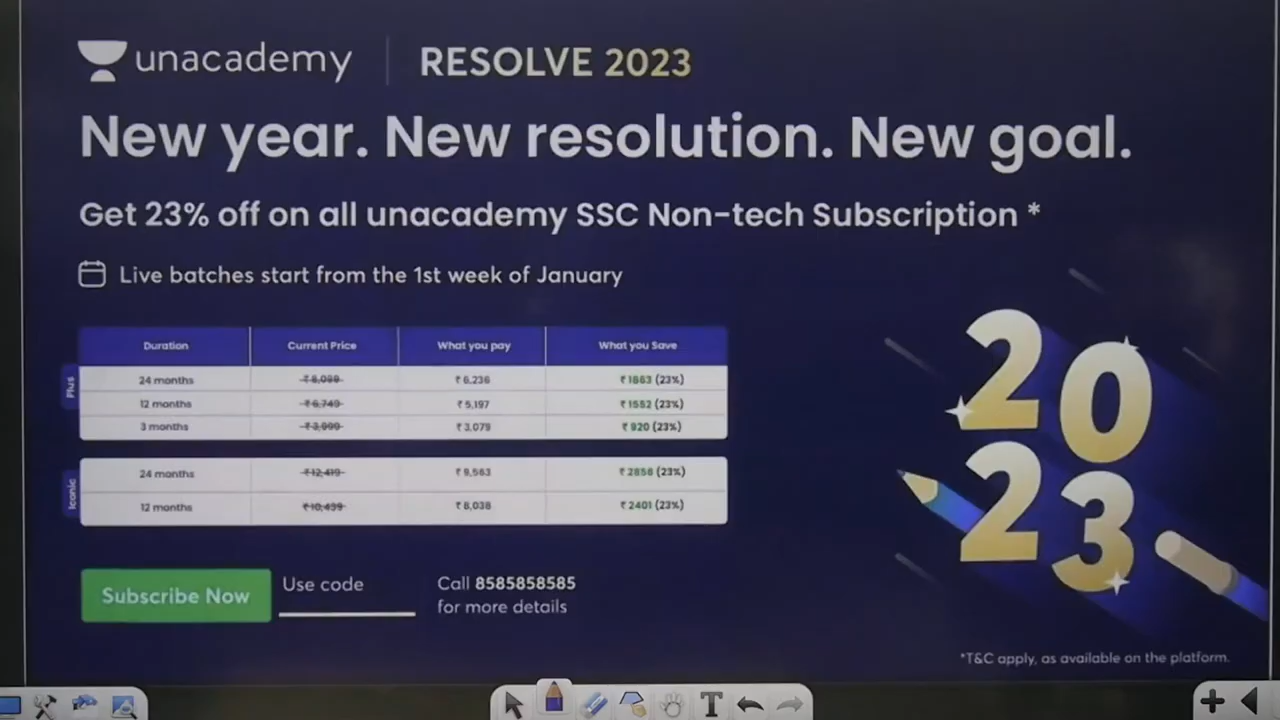 unacademy | RESOLVE 2023
New year. New resolution. New goal.
Get 23% off on all unacademy SSC Non-tech Subscription *
Live batches start from the 1st week of January
Duration Current Price What you pay What you Save
Plus
24 months ₹8,099 ₹6,236 ₹1863 (23%)
12 months ₹6,749 ₹5,197 ₹1552 (23%)
3 months ₹3,999 ₹3,079 ₹920 (23%)
Iconic
24 months ₹12,419 ₹9,563 ₹2856 (23%)
12 months ₹10,439 ₹8,038 ₹2401 (23%)
20
23
Subscribe Now
Use code
Call 8585858585
for more details
*T&C apply, as available on the platform.
T